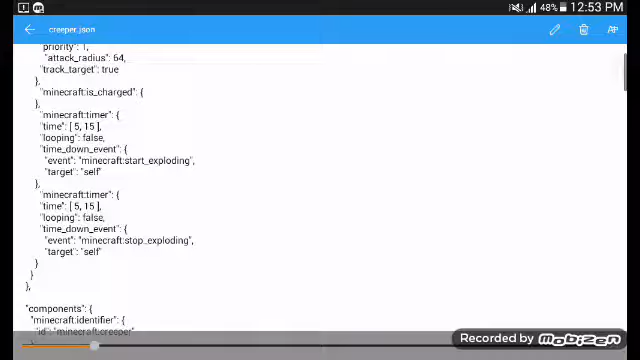 48% 12:53 PM
creeper.json
priority": 1,
"attack_radius": 64,
"track_target": true
},
"minecraft:is_charged": {
},
"minecraft:timer": {
"time": [ 5, 15 ],
"looping": false,
"time_down_event": {
"event": "minecraft:start_exploding",
"target": "self"
},
"minecraft:timer": {
"time": [ 5, 15 ],
"looping": false,
"time_down_event": {
"event": "minecraft:stop_exploding",
"target": "self"
}
}
},
"components": {
"minecraft:identifier": {
"id": "minecraft:creeper"
Recorded by mobizen